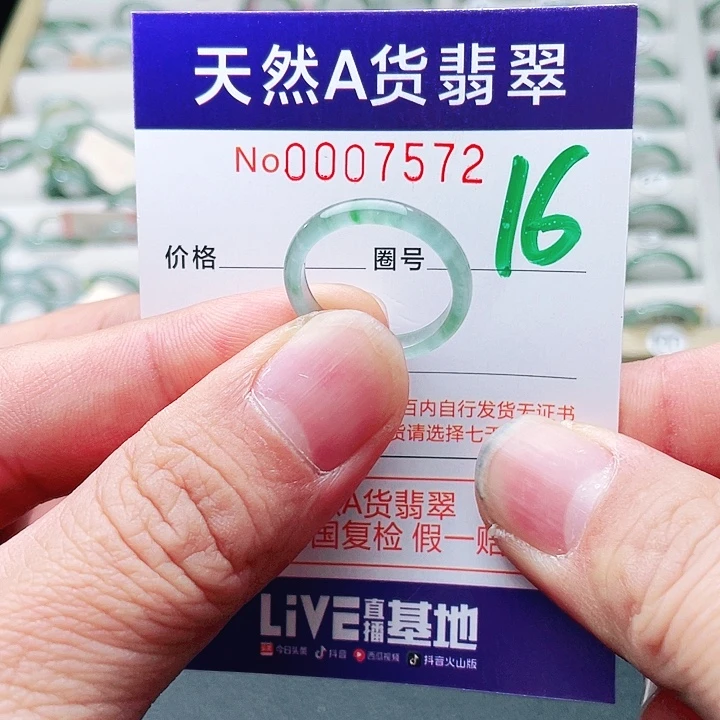 天然A货翡翠
No0007572
16
价格 圈号
百内自行发货无证书
货请选择七天
A货翡翠
国复检 假一赔
LiVE直播基地
今日头条 抖音 西瓜视频 抖音火山版